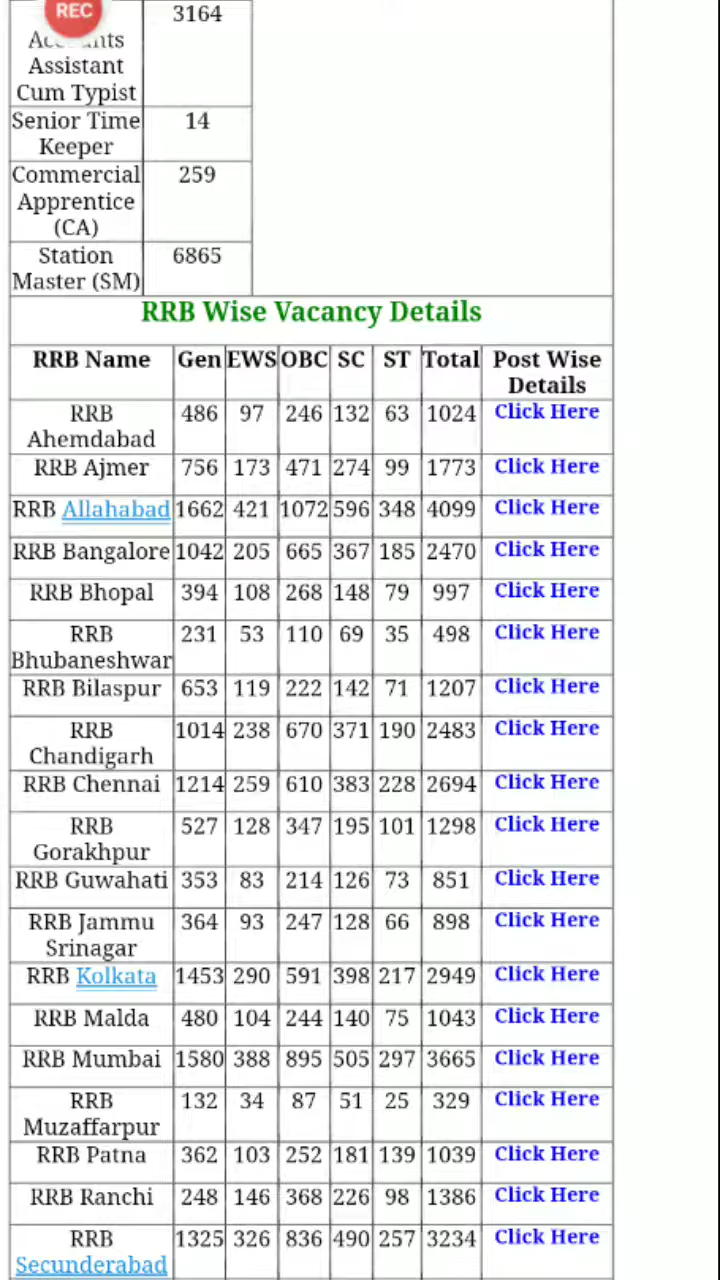 REC
3164
Assistant
Cum Typist
Senior Time
Keeper
14
Commercial
Apprentice
(CA)
259
Station
Master (SM)
6865
RRB Wise Vacancy Details
RRB Name Gen EWS OBC SC ST Total Post Wise
Details
RRB
Ahemdabad 486 97 246 132 63 1024 Click Here
RRB Ajmer 756 173 471 274 99 1773 Click Here
RRB Allahabad 1662 421 1072 596 348 4099 Click Here
RRB Bangalore 1042 205 665 367 185 2470 Click Here
RRB Bhopal 394 108 268 148 79 997 Click Here
RRB
Bhubaneshwar 231 53 110 69 35 498 Click Here
RRB Bilaspur 653 119 222 142 71 1207 Click Here
RRB
Chandigarh 1014 238 670 371 190 2483 Click Here
RRB Chennai 1214 259 610 383 228 2694 Click Here
RRB
Gorakhpur 527 128 347 195 101 1298 Click Here
RRB Guwahati 353 83 214 126 73 851 Click Here
RRB Jammu
Srinagar 364 93 247 128 66 898 Click Here
RRB Kolkata 1453 290 591 398 217 2949 Click Here
RRB Malda 480 104 244 140 75 1043 Click Here
RRB Mumbai 1580 388 895 505 297 3665 Click Here
RRB
Muzaffarpur 132 34 87 51 25 329 Click Here
RRB Patna 362 103 252 181 139 1039 Click Here
RRB Ranchi 248 146 368 226 98 1386 Click Here
RRB
Secunderabad 1325 326 836 490 257 3234 Click Here